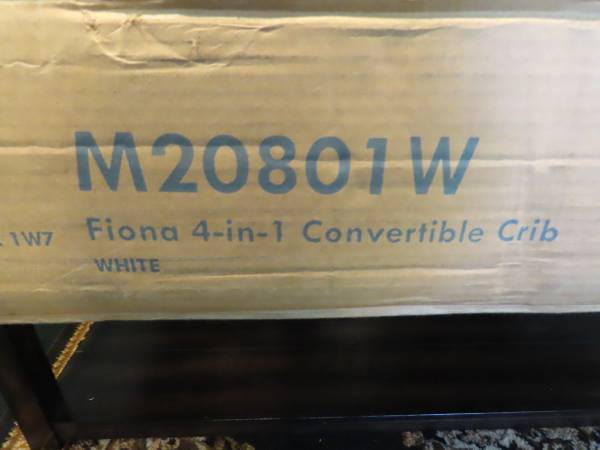 M20801W
1W7 Fiona 4-in-1 Convertible Crib
WHITE